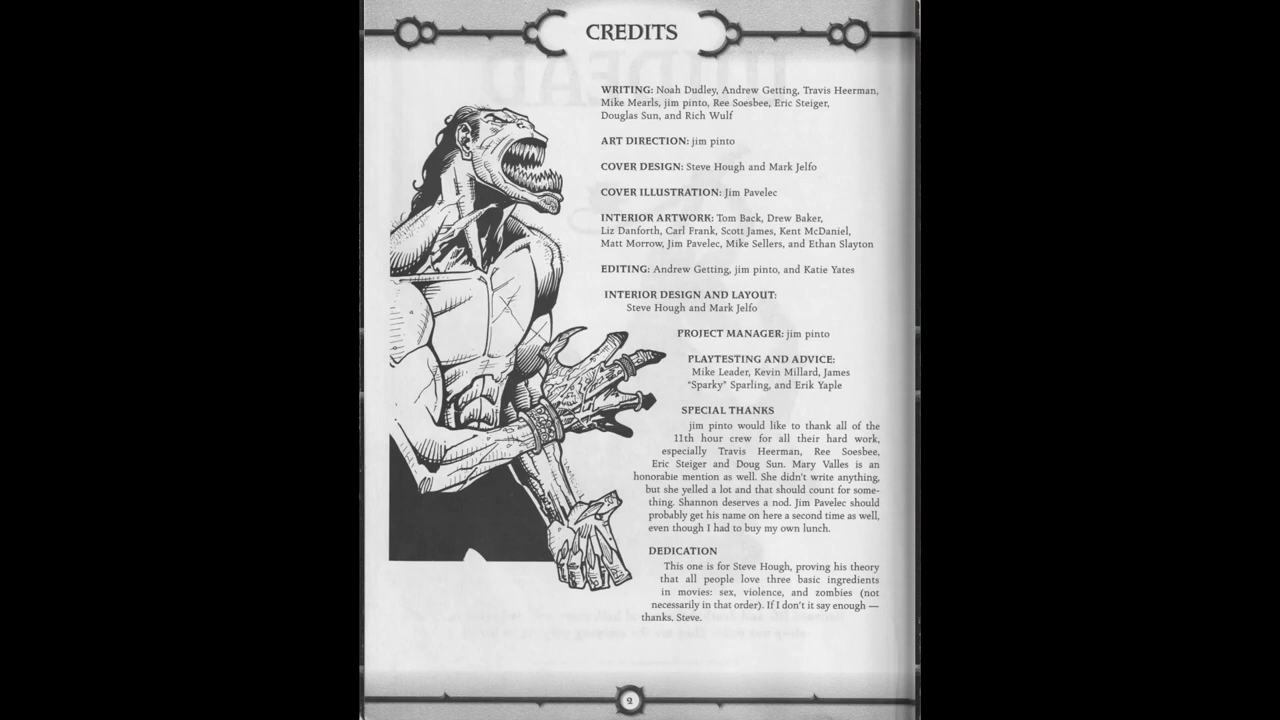 CREDITS
WRITING: Noah Dudley, Andrew Getting, Travis Heerman,
Mike Mearls, jim pinto, Ree Soesbee, Eric Steiger,
Douglas Sun, and Rich Wulf
ART DIRECTION: jim pinto
COVER DESIGN: Steve Hough and Mark Jelfo
COVER ILLUSTRATION: Jim Pavelec
INTERIOR ARTWORK: Tom Back, Drew Baker,
Liz Danforth, Carl Frank, Scott James, Kent McDaniel,
Matt Morrow, Jim Pavelec, Mike Sellers, and Ethan Slayton
EDITING: Andrew Getting, jim pinto, and Katie Yates
INTERIOR DESIGN AND LAYOUT:
Steve Hough and Mark Jelfo
PROJECT MANAGER: jim pinto
PLAYTESTING AND ADVICE:
Mike Leader, Kevin Millard, James
"Sparky" Sparling, and Erik Yaple
SPECIAL THANKS
jim pinto would like to thank all of the
11th hour crew for all their hard work,
especially Travis Heerman, Ree Soesbee,
Eric Steiger and Doug Sun. Mary Valles is an
honorable mention as well. She didn't write anything,
but she yelled a lot and that should count for some-
thing. Shannon deserves a nod. Jim Pavelec should
probably get his name on here a second time as well,
even though I had to buy my own lunch.
DEDICATION
This one is for Steve Hough, proving his theory
that all people love three basic ingredients
in movies: sex, violence, and zombies (not
necessarily in that order). If I don't it say enough —
thanks, Steve.
2